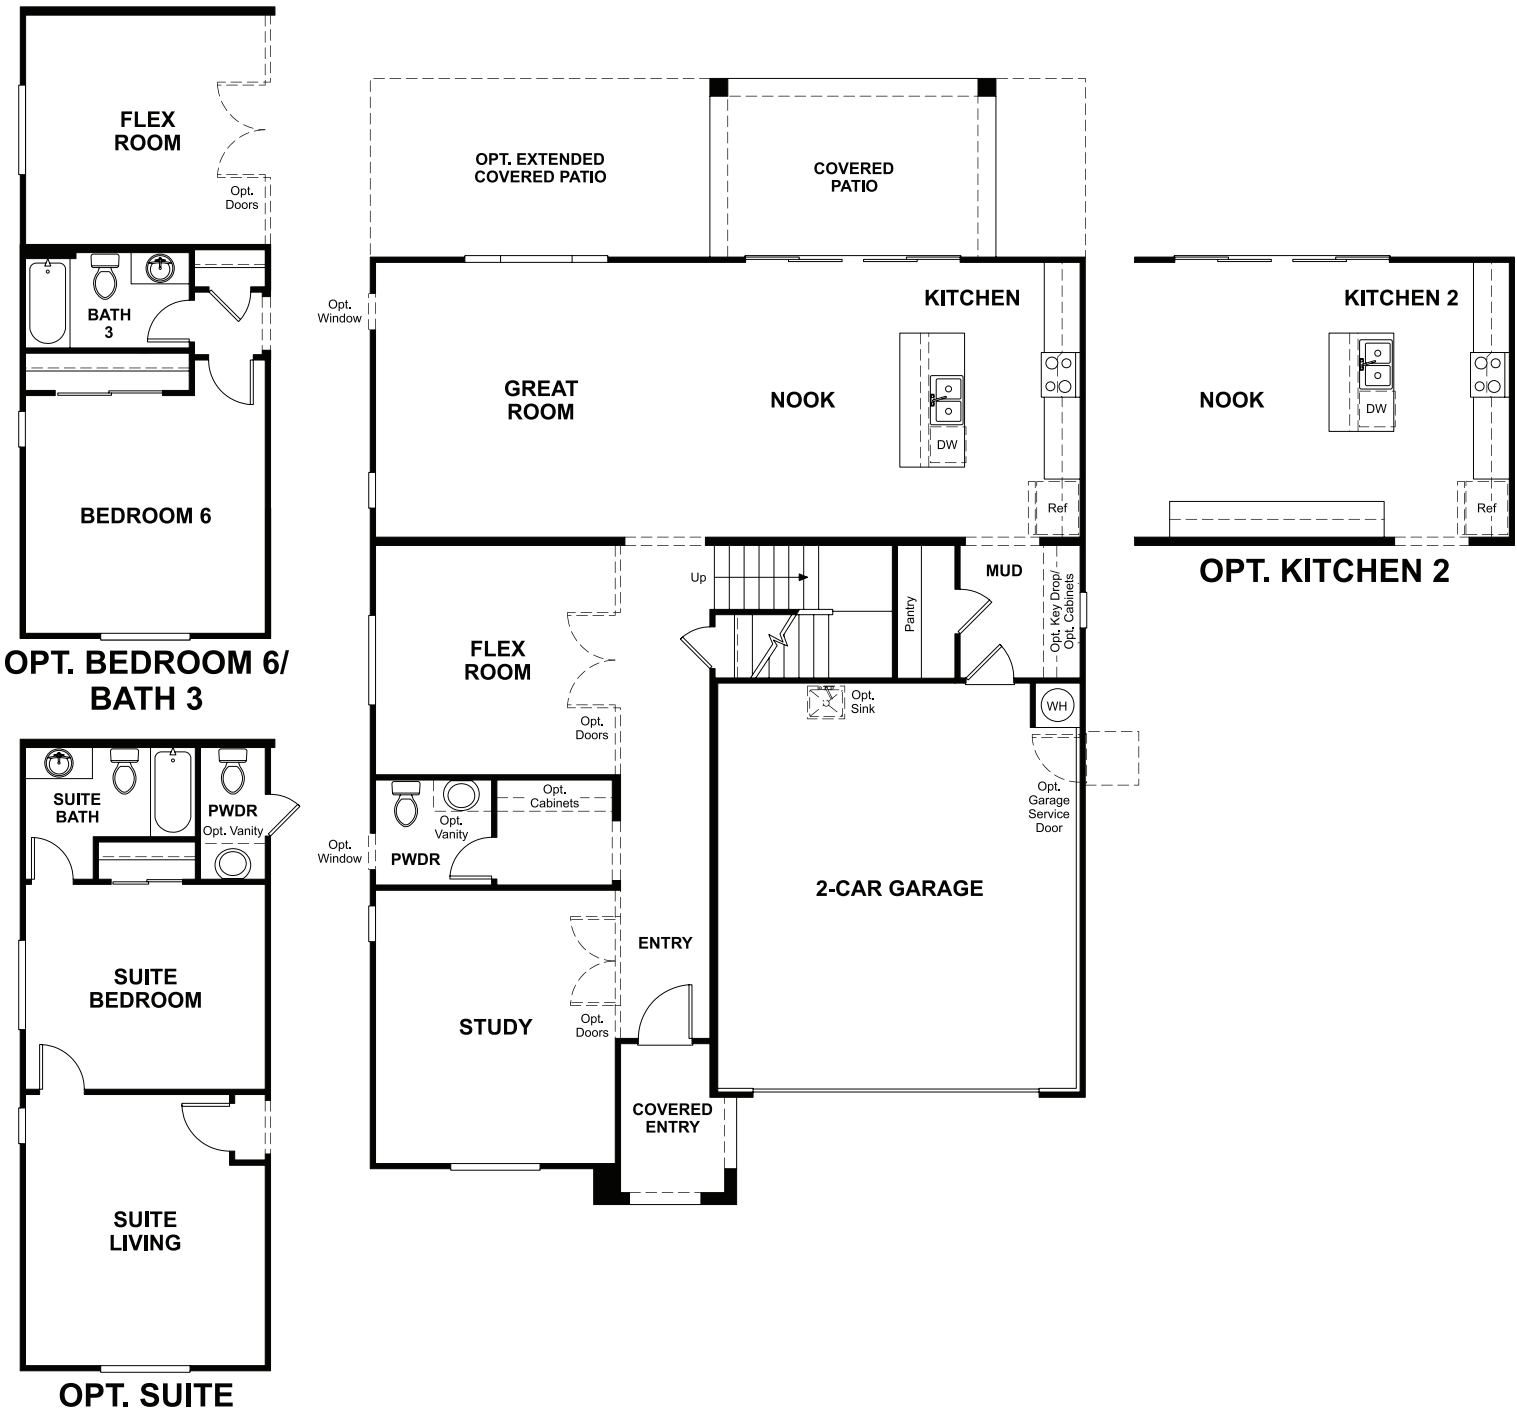 FLEX
ROOM
Opt.
Doors
BATH
3
BEDROOM 6
OPT. BEDROOM 6/
BATH 3
SUITE
BATH
PWDR
Opt. Vanity
SUITE
BEDROOM
SUITE
LIVING
OPT. SUITE
OPT. EXTENDED
COVERED PATIO
COVERED
PATIO
Opt.
Window
KITCHEN
GREAT
ROOM
NOOK
DW
Ref
Up
Pantry
MUD
Opt. Key Drop/
Opt. Cabinets
FLEX
ROOM
Opt.
Doors
Opt.
Sink
WH
Opt.
Garage
Service
Door
Opt.
Cabinets
Opt.
Vanity
Opt.
Window
PWDR
2-CAR GARAGE
ENTRY
STUDY
Opt.
Doors
COVERED
ENTRY
KITCHEN 2
NOOK
DW
Ref
OPT. KITCHEN 2